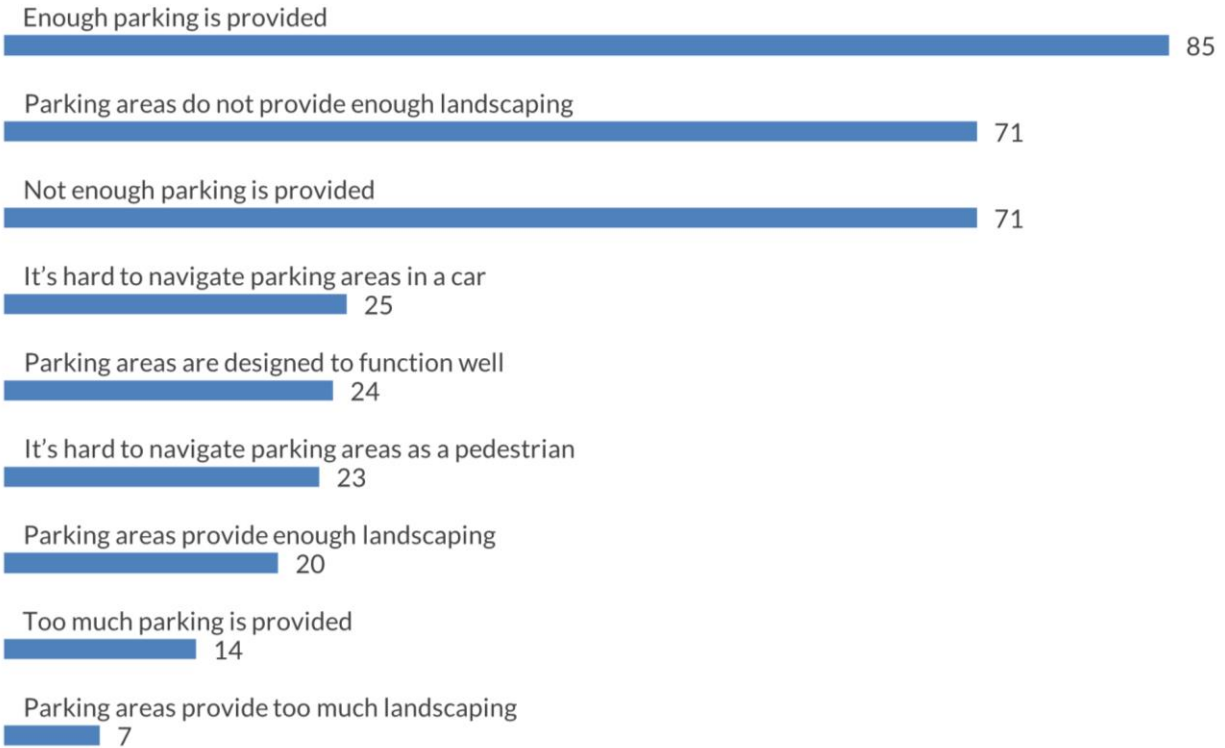 Enough parking is provided
85
Parking areas do not provide enough landscaping
71
Not enough parking is provided
71
It’s hard to navigate parking areas in a car
25
Parking areas are designed to function well
24
It’s hard to navigate parking areas as a pedestrian
23
Parking areas provide enough landscaping
20
Too much parking is provided
14
Parking areas provide too much landscaping
7